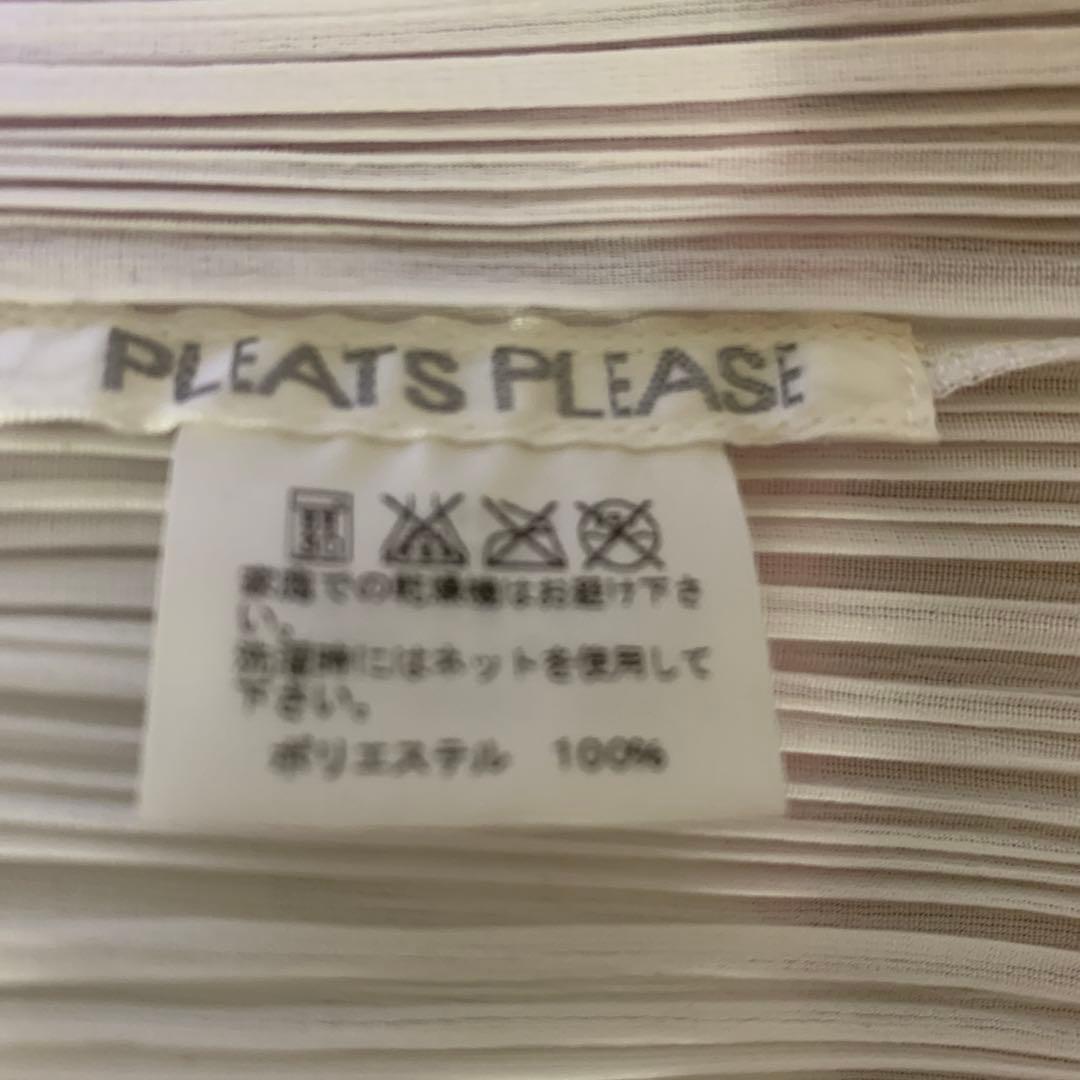 PLEATS PLEASE
家庭での乾燥機はお避け下さ
い。
洗濯時にはネットを使用して
下さい。
ポリエステル 100%